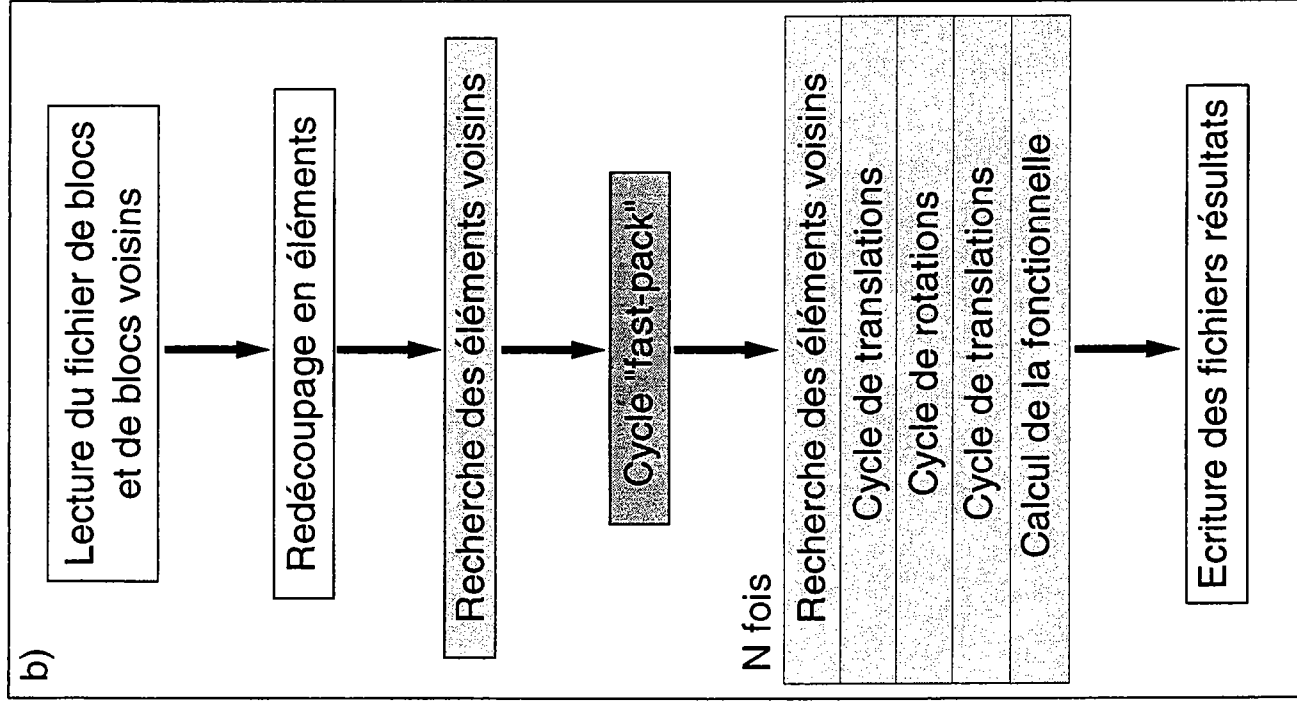 b)
Lecture du fichier de blocs
et de blocs voisins
Redécoupage en éléments
Recherche des éléments voisins
Cycle "fast-pack"
N fois
Recherche des éléments voisins
Cycle de translations
Cycle de rotations
Cycle de translations
Calcul de la fonctionnelle
Ecriture des fichiers résultats